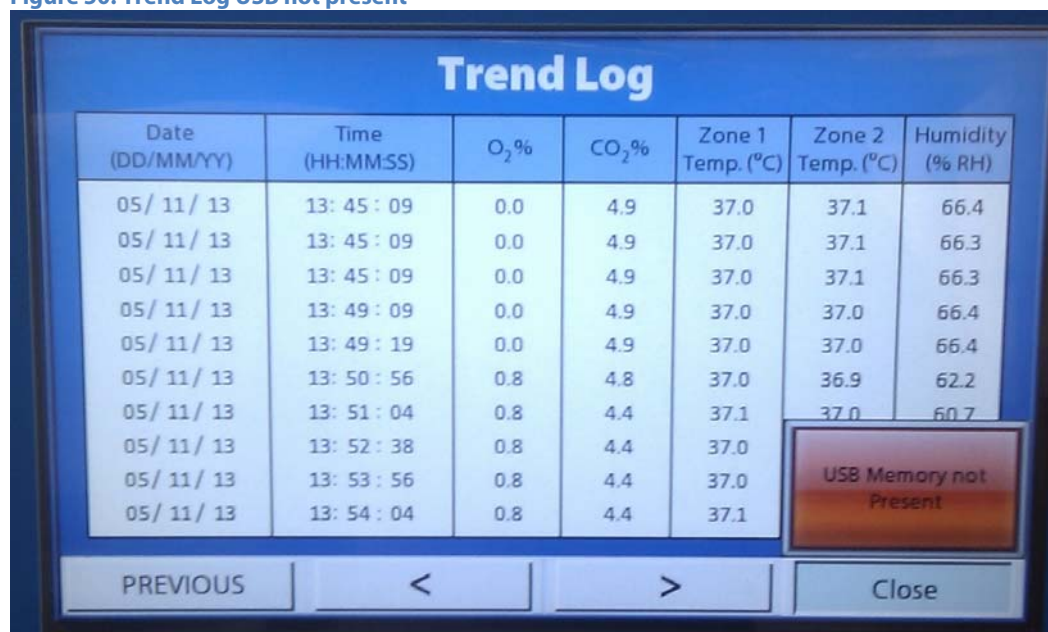 Figure 30: Trend Log USB not present
Trend Log
Date (DD/MM/YY) Time (HH:MM:SS) O₂% CO₂% Zone 1 Temp. (°C) Zone 2 Temp. (°C) Humidity (% RH)
05/ 11/ 13 13: 45 : 09 0.0 4.9 37.0 37.1 66.4
05/ 11/ 13 13: 45 : 09 0.0 4.9 37.0 37.1 66.3
05/ 11/ 13 13: 45 : 09 0.0 4.9 37.0 37.1 66.3
05/ 11/ 13 13: 49 : 09 0.0 4.9 37.0 37.0 66.4
05/ 11/ 13 13: 49 : 19 0.0 4.9 37.0 37.0 66.4
05/ 11/ 13 13: 50 : 56 0.8 4.8 37.0 36.9 62.2
05/ 11/ 13 13: 51 : 04 0.8 4.4 37.1 37.0 60.7
05/ 11/ 13 13: 52 : 38 0.8 4.4 37.0
05/ 11/ 13 13: 53 : 56 0.8 4.4 37.0
05/ 11/ 13 13: 54 : 04 0.8 4.4 37.1
USB Memory not
Present
PREVIOUS < > Close